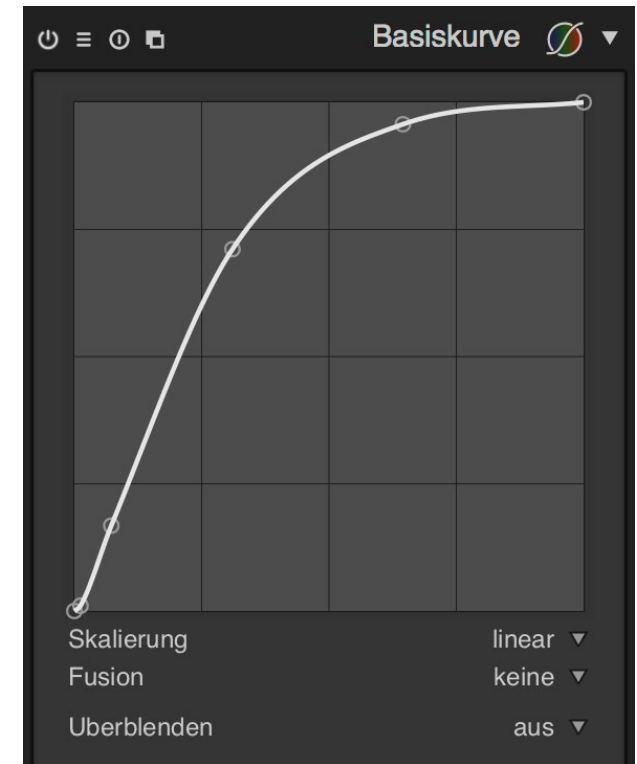 Basiskurve
Skalierung linear
Fusion keine
Uberblenden aus